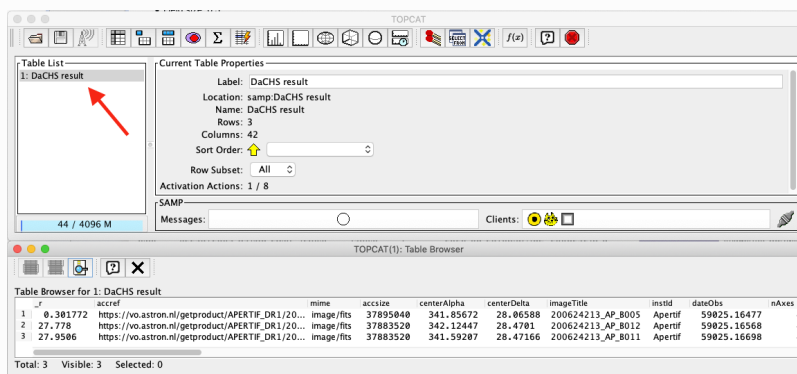 TOPCAT
Σ
SELECT FROM
f(x)
Table List
1: DaCHS result
44 / 4096 M
Current Table Properties
Label: DaCHS result
Location: samp:DaCHS result
Name: DaCHS result
Rows: 3
Columns: 42
Sort Order:
Row Subset: All
Activation Actions: 1 / 8
SAMP
Messages:
Clients:
TOPCAT(1): Table Browser
Table Browser for 1: DaCHS result
_r accref mime accsize centerAlpha centerDelta imageTitle instId dateObs nAxes
1 0.301772 https://vo.astron.nl/getproduct/APERTIF_DR1/20... image/fits 37895040 341.85672 28.06588 200624213_AP_B005 Apertif 59025.16477
2 27.778 https://vo.astron.nl/getproduct/APERTIF_DR1/20... image/fits 37883520 342.12447 28.4701 200624213_AP_B012 Apertif 59025.16568
3 27.9506 https://vo.astron.nl/getproduct/APERTIF_DR1/20... image/fits 37883520 341.59207 28.47166 200624213_AP_B011 Apertif 59025.16698
Total: 3 Visible: 3 Selected: 0